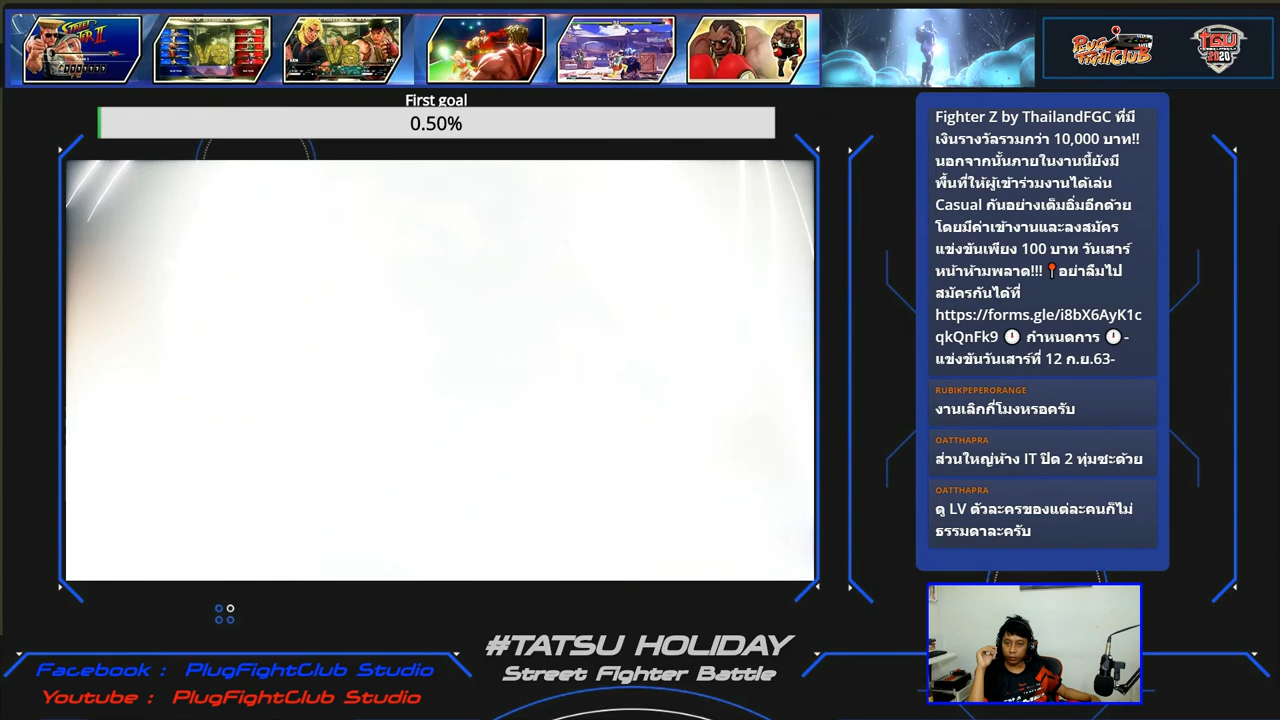 STREET FIGHTER II
PLUG FIGHTCLUB
TSU
2020
First goal
0.50%
Fighter Z by ThailandFGC ที่มี
เงินรางวัลรวมกว่า 10,000 บาท!!
นอกจากนั้นภายในงานนี้ยังมี
พื้นที่ให้ผู้เข้าร่วมงานได้เล่น
Casual กันอย่างเต็มอิ่มอีกด้วย
โดยมีค่าเข้างานและลงสมัคร
แข่งขันเพียง 100 บาท วันเสาร์
หน้าห้ามพลาด!!! 📍อย่าลืมไป
สมัครกันได้ที่
https://forms.gle/i8bX6AyK1c
qkQnFk9 🕛 กำหนดการ 🕛-
แข่งขันวันเสาร์ที่ 12 ก.ย.63-
RUBIKPEPERORANGE
งานเลิกกี่โมงหรอครับ
OATTHAPRA
ส่วนใหญ่ห้าง IT ปิด 2 ทุ่มซะด้วย
OATTHAPRA
ดู LV ตัวละครของแต่ละคนก็ไม่
ธรรมดาละครับ
#TATSU HOLIDAY
Street Fighter Battle
Facebook : PlugFightClub Studio
Youtube : PlugFightClub Studio